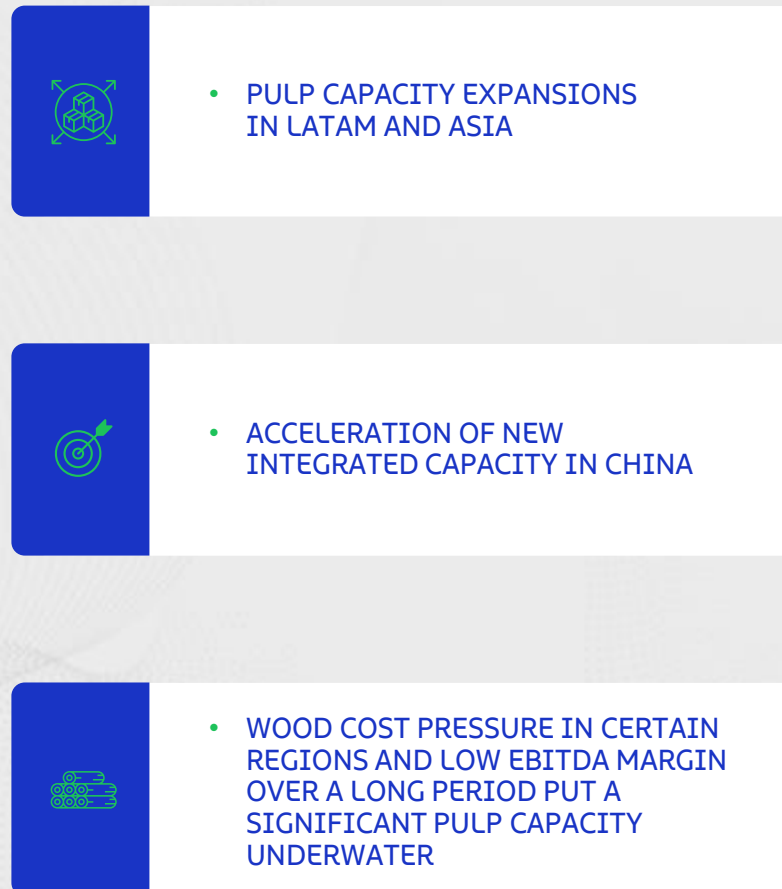 • PULP CAPACITY EXPANSIONS
IN LATAM AND ASIA
• ACCELERATION OF NEW
INTEGRATED CAPACITY IN CHINA
• WOOD COST PRESSURE IN CERTAIN
REGIONS AND LOW EBITDA MARGIN
OVER A LONG PERIOD PUT A
SIGNIFICANT PULP CAPACITY
UNDERWATER